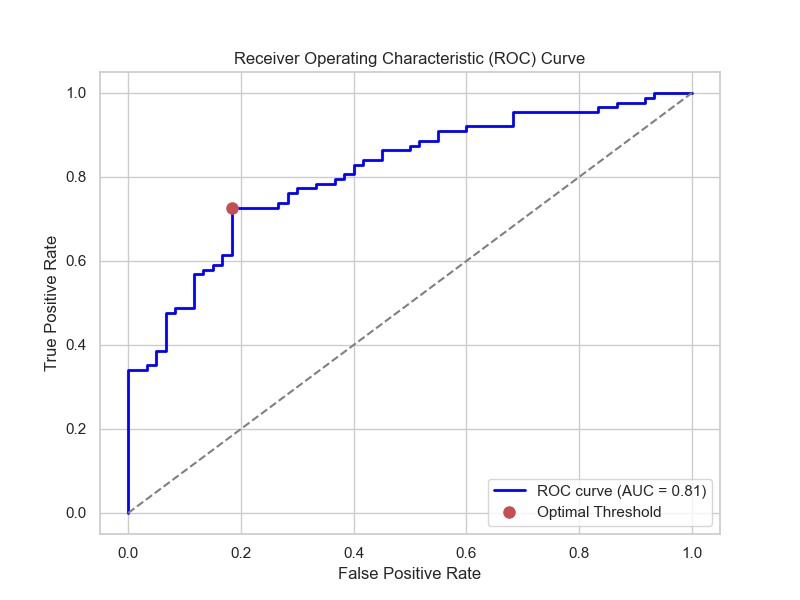 Receiver Operating Characteristic (ROC) Curve
True Positive Rate
1.0
0.8
0.6
0.4
0.2
0.0
ROC curve (AUC = 0.81)
Optimal Threshold
0.0 0.2 0.4 0.6 0.8 1.0
False Positive Rate